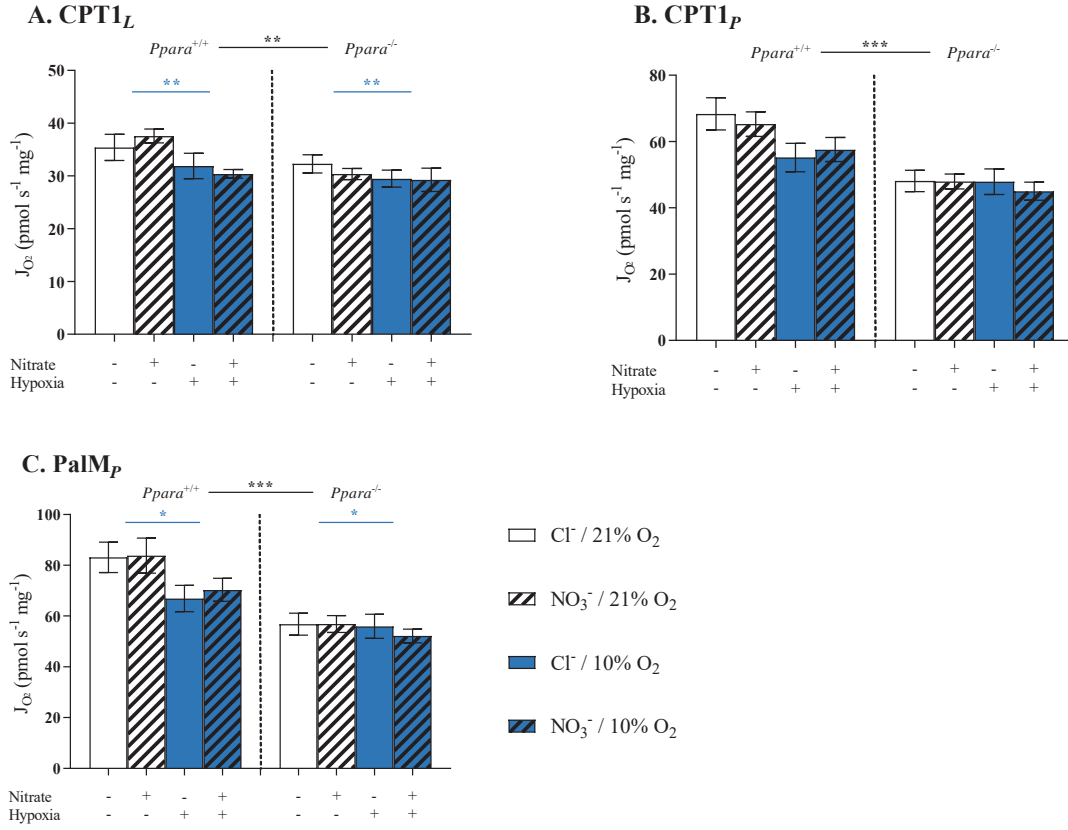 A. CPT1L
Ppara+/+ ** Ppara-/-
** **
50
40
30
20
10
0
JO2 (pmol s-1 mg-1)
Nitrate - + - + - + - +
Hypoxia - - + + - - + +
B. CPT1P
Ppara+/+ *** Ppara-/-
80
60
40
20
0
JO2 (pmol s-1 mg-1)
Nitrate - + - + - + - +
Hypoxia - - + + - - + +
C. PalMP
Ppara+/+ *** Ppara-/-
* *
100
80
60
40
20
0
JO2 (pmol s-1 mg-1)
Nitrate - + - + - + - +
Hypoxia - - + + - - + +
Cl- / 21% O2
NO3- / 21% O2
Cl- / 10% O2
NO3- / 10% O2